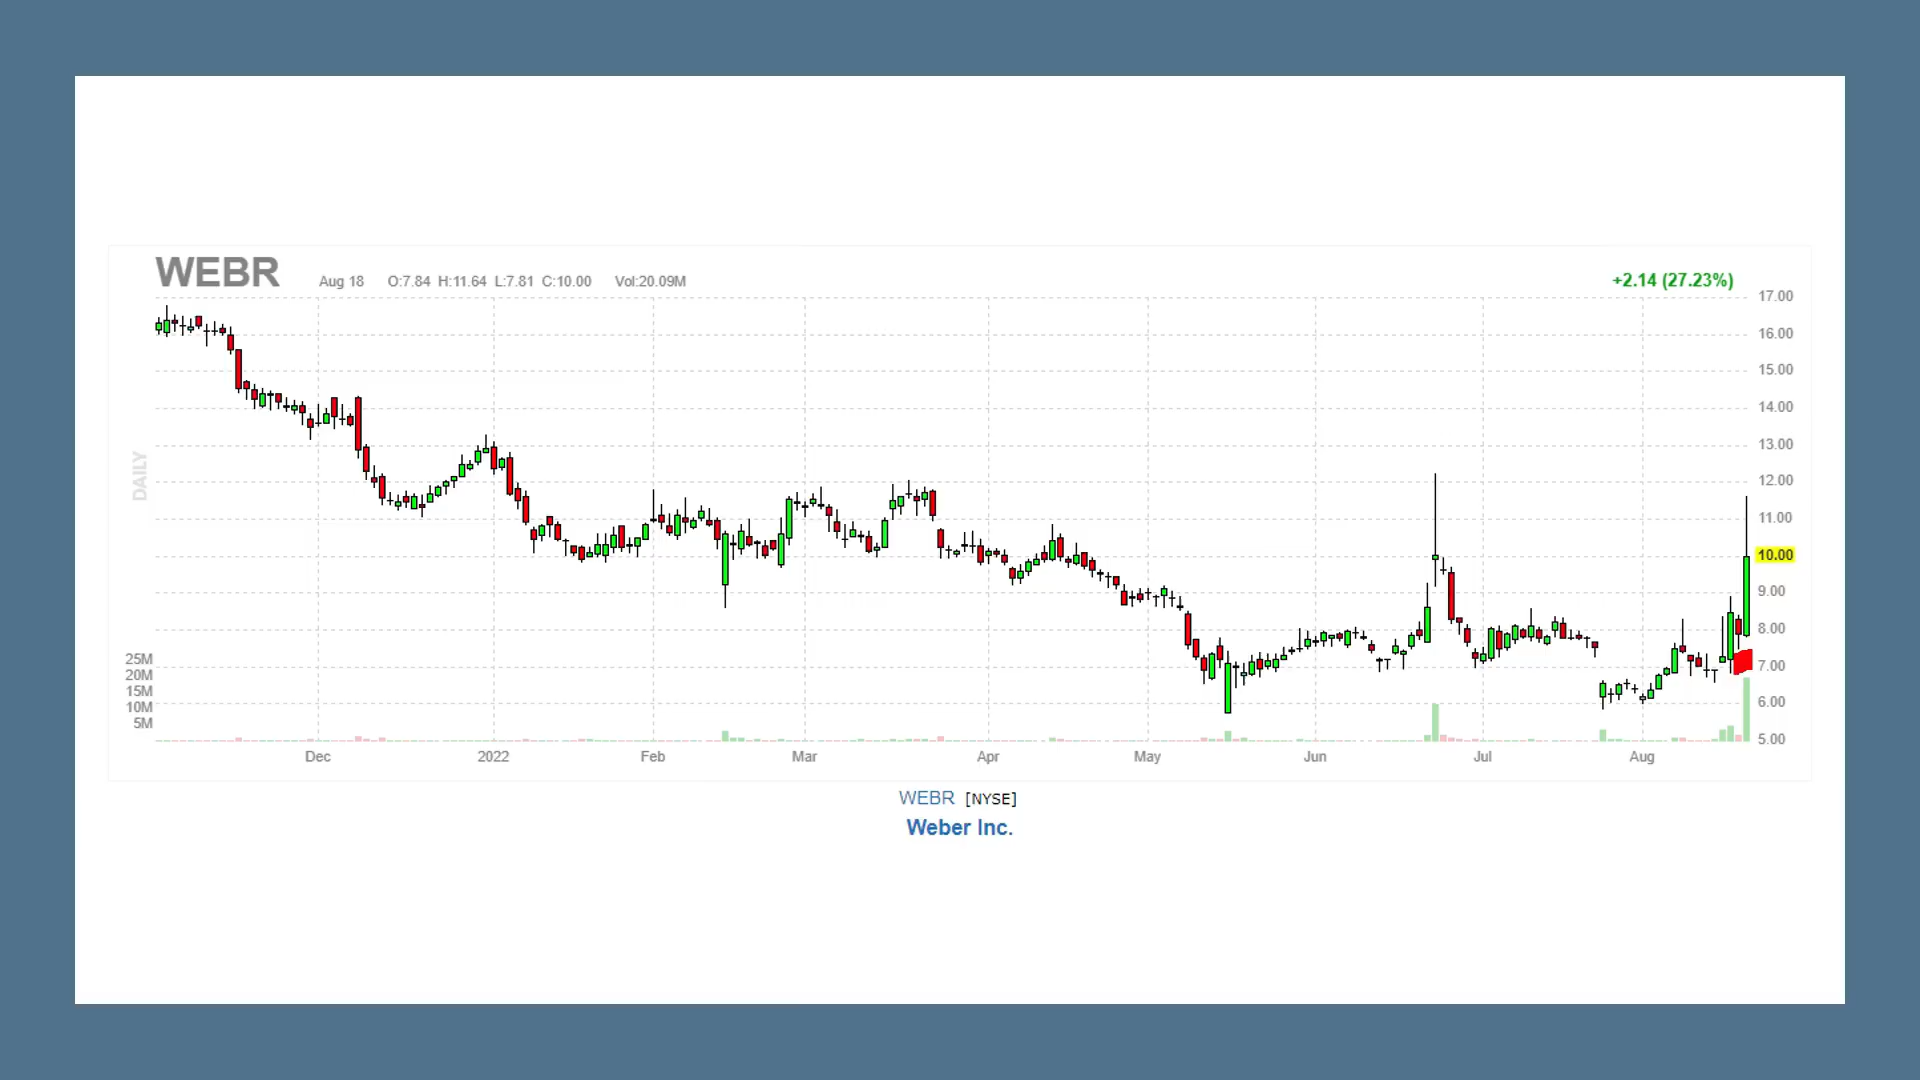 WEBR Aug 18 O:7.84 H:11.64 L:7.81 C:10.00 Vol:20.09M +2.14 (27.23%)
17.00
16.00
15.00
14.00
13.00
12.00
11.00
10.00
9.00
8.00
7.00
6.00
5.00
DAILY
25M
20M
15M
10M
5M
Dec 2022 Feb Mar Apr May Jun Jul Aug
WEBR [NYSE]
Weber Inc.